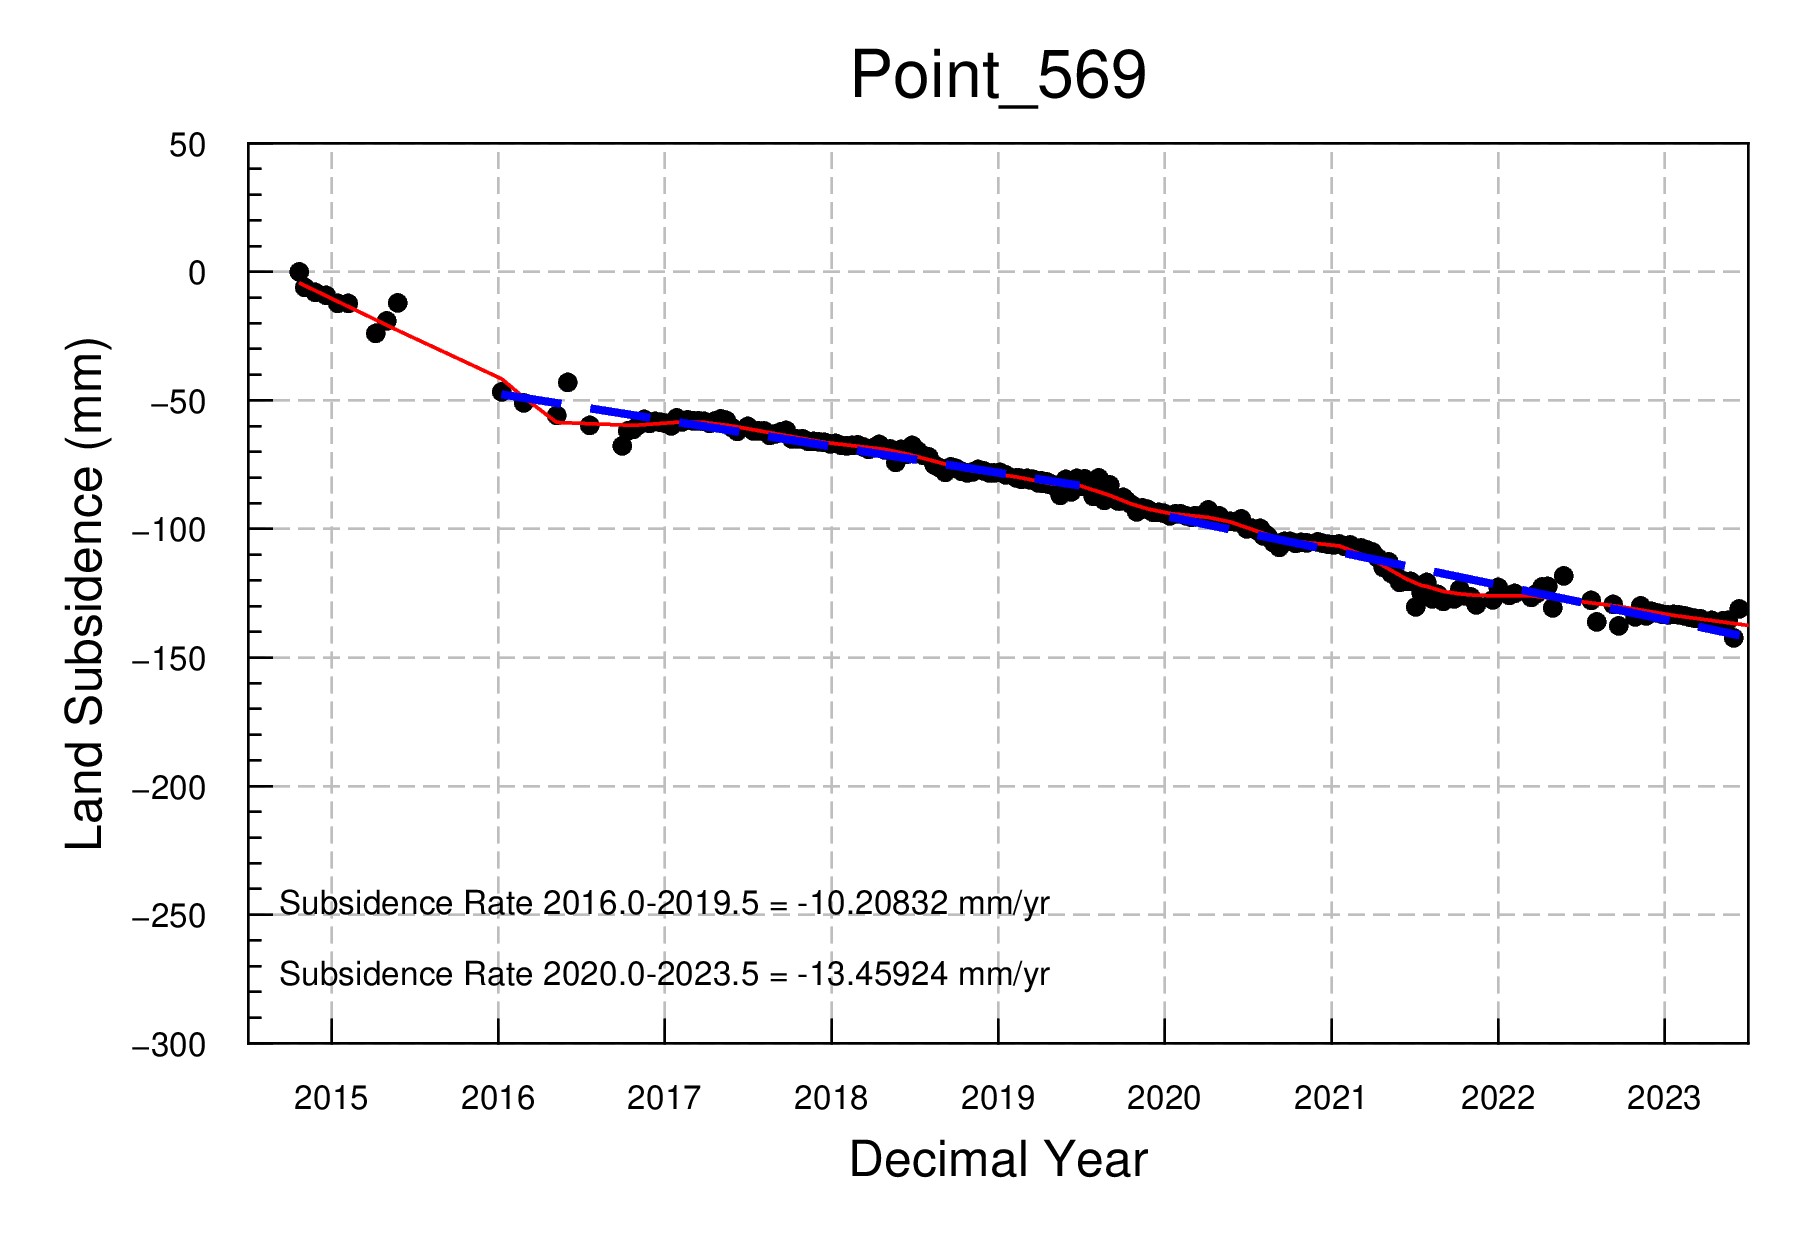 Point_569
50
0
−50
−100
−150
−200
−250
−300
Land Subsidence (mm)
Subsidence Rate 2016.0-2019.5 = -10.20832 mm/yr
Subsidence Rate 2020.0-2023.5 = -13.45924 mm/yr
2015 2016 2017 2018 2019 2020 2021 2022 2023
Decimal Year